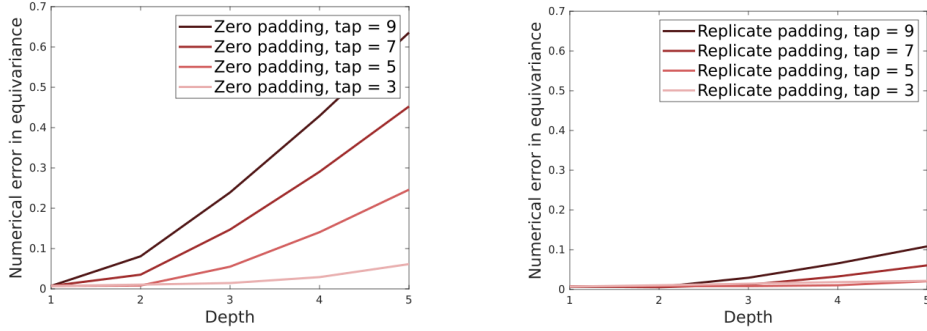 0.7
0.6
0.5
0.4
0.3
0.2
0.1
0
1
2
3
4
5
Numerical error in equivariance
Depth
Zero padding, tap = 9
Zero padding, tap = 7
Zero padding, tap = 5
Zero padding, tap = 3
0.7
0.6
0.5
0.4
0.3
0.2
0.1
0
1
2
3
4
5
Numerical error in equivariance
Depth
Replicate padding, tap = 9
Replicate padding, tap = 7
Replicate padding, tap = 5
Replicate padding, tap = 3